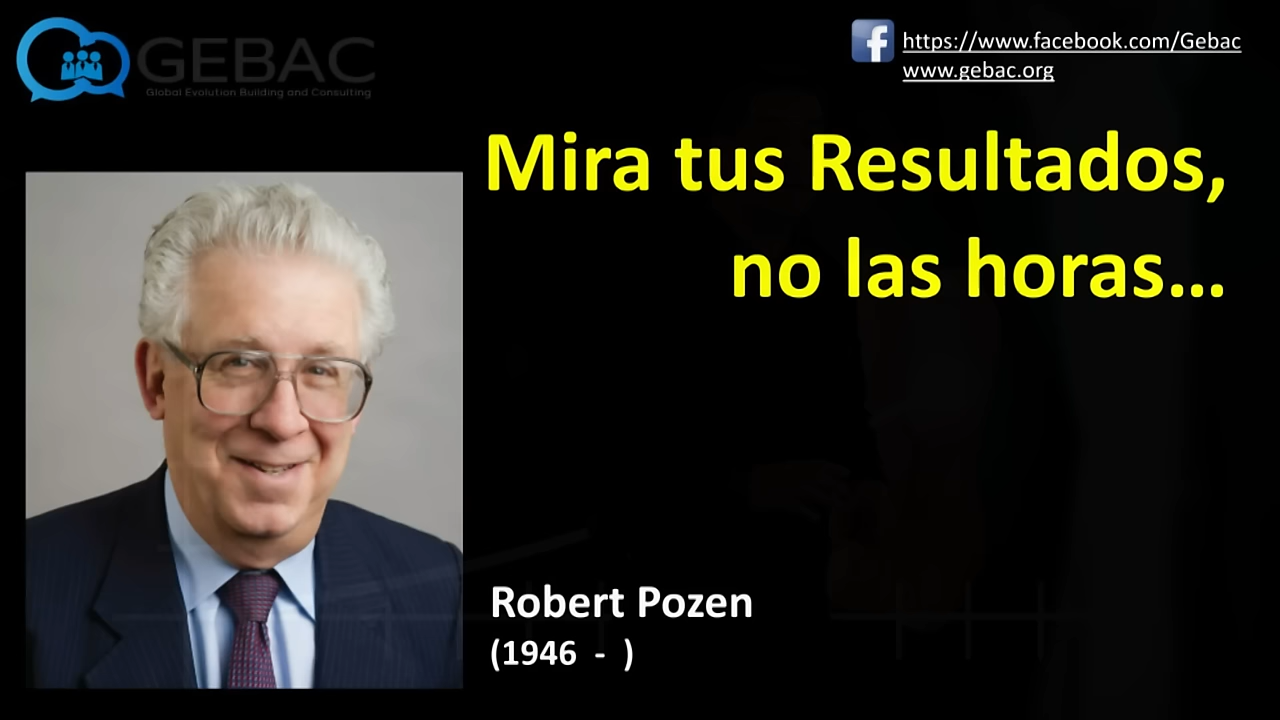 GEBAC
Global Evolution Building and Consulting
https://www.facebook.com/Gebac
www.gebac.org
Mira tus Resultados,
no las horas...
Robert Pozen
(1946 - )